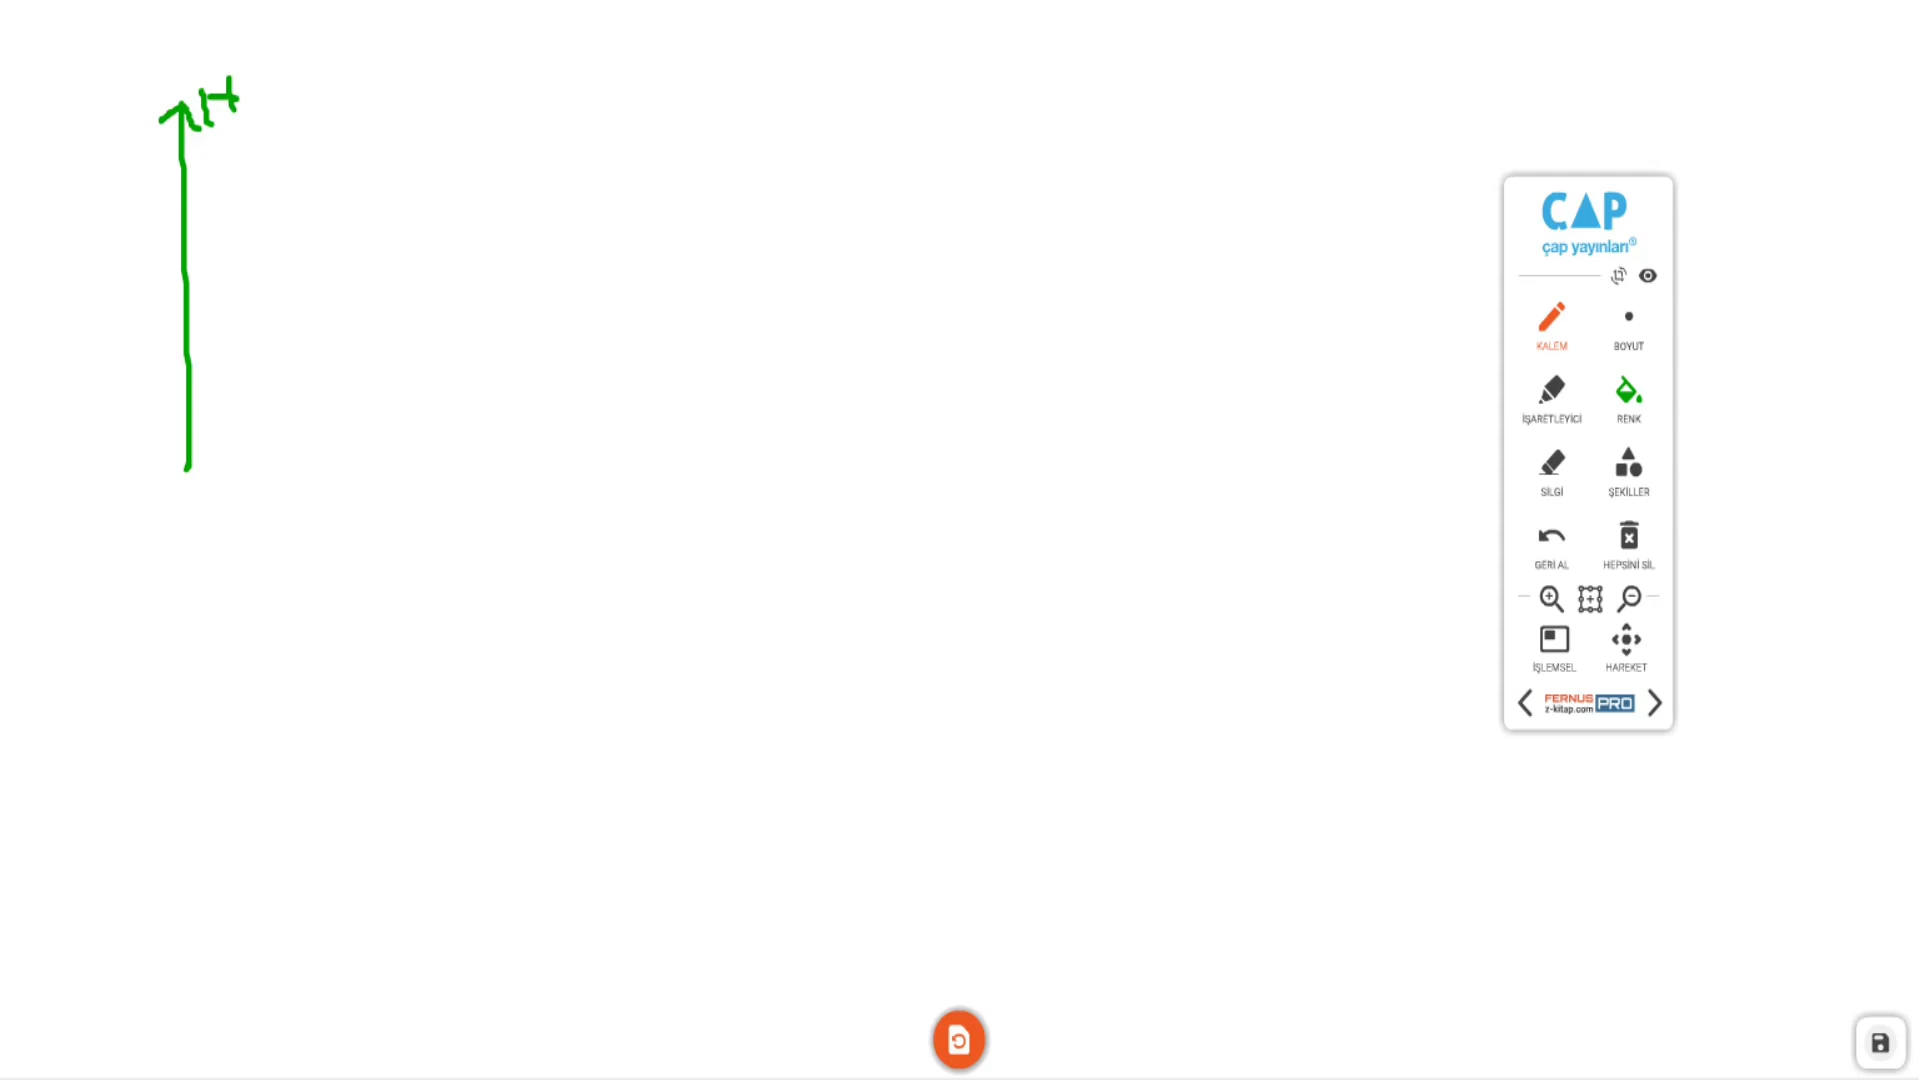 H
ÇAP
çap yayınları®
KALEM
BOYUT
İŞARETLEYİCİ
RENK
SİLGİ
ŞEKİLLER
GERİ AL
HEPSİNİ SİL
İŞLEMSEL
HAREKET
FERNUS
z-kitap.com
PRO